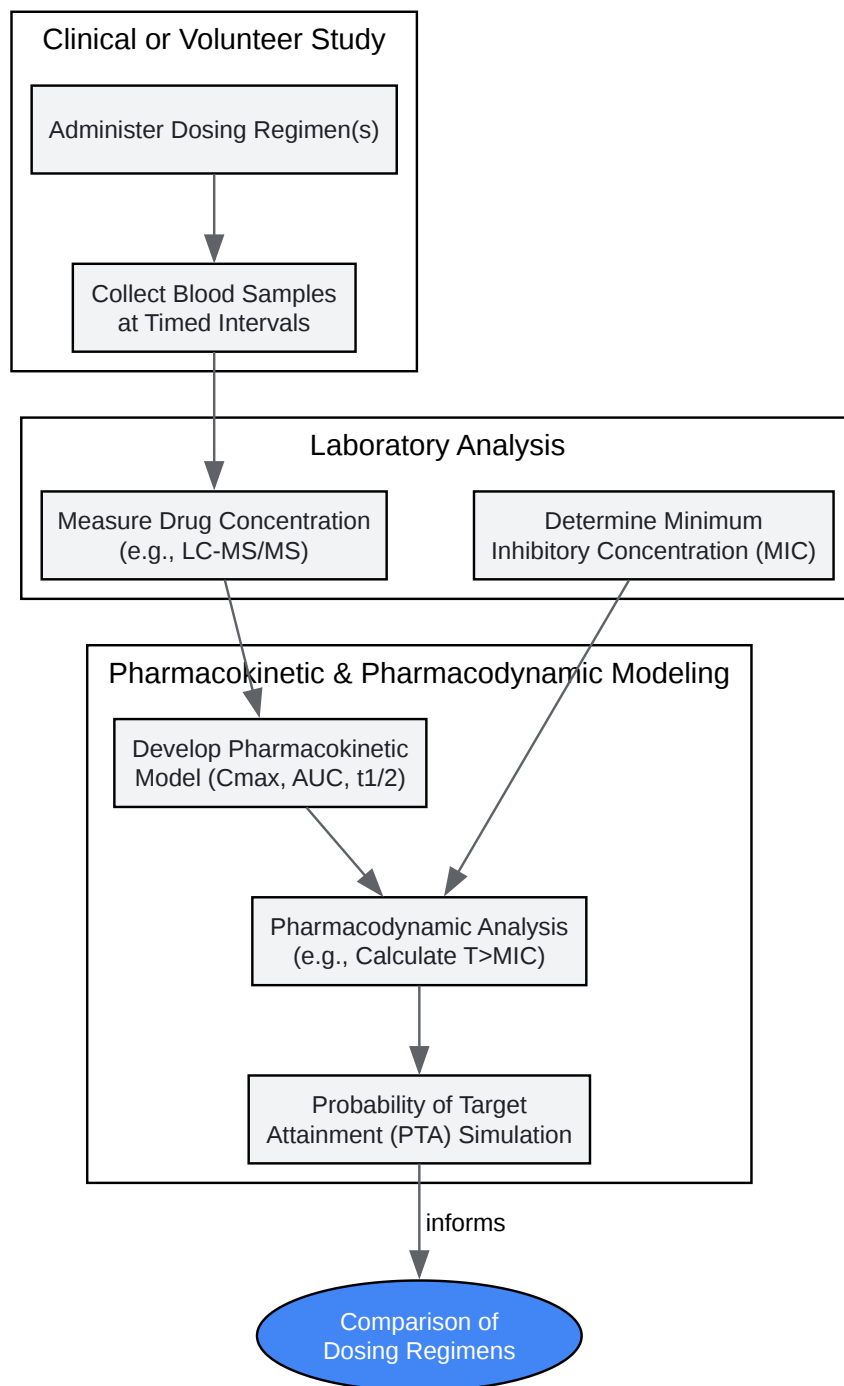 Clinical or Volunteer Study
Administer Dosing Regimen(s)
Collect Blood Samples
at Timed Intervals
Laboratory Analysis
Measure Drug Concentration
(e.g., LC-MS/MS)
Determine Minimum
Inhibitory Concentration (MIC)
Pharmacokinetic & Pharmacodynamic Modeling
Develop Pharmacokinetic
Model (Cmax, AUC, t1/2)
Pharmacodynamic Analysis
(e.g., Calculate T>MIC)
Probability of Target
Attainment (PTA) Simulation
informs
Comparison of
Dosing Regimens